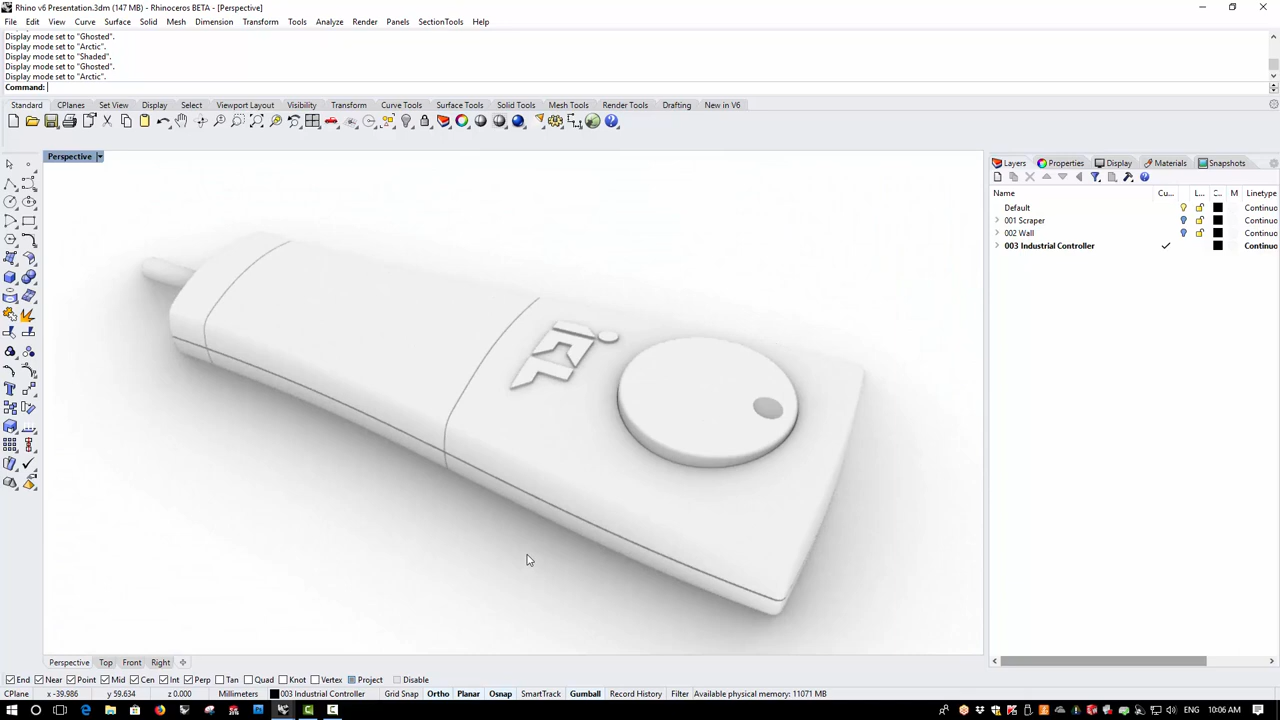 Rhino v6 Presentation.3dm (147 MB) - Rhinoceros BETA - [Perspective]
File Edit View Curve Surface Solid Mesh Dimension Transform Tools Analyze Render Panels SectionTools Help
Display mode set to "Ghosted".
Display mode set to "Arctic".
Display mode set to "Shaded".
Display mode set to "Ghosted".
Display mode set to "Arctic".
Command:
Standard CPlanes Set View Display Select Viewport Layout Visibility Transform Curve Tools Surface Tools Solid Tools Mesh Tools Render Tools Drafting New in V6
Perspective
Layers Properties Display Materials Snapshots
Name Cu... L... C... M Linetype
Default Continuo
001 Scraper Continuo
002 Wall Continuo
003 Industrial Controller Continuo
Perspective Top Front Right
End Near Point Mid Cen Int Perp Tan Quad Knot Vertex Project Disable
CPlane x -39.986 y 59.634 z 0.000 Millimeters 003 Industrial Controller Grid Snap Ortho Planar Osnap SmartTrack Gumball Record History Filter Available physical memory: 11071 MB
ENG 10:06 AM